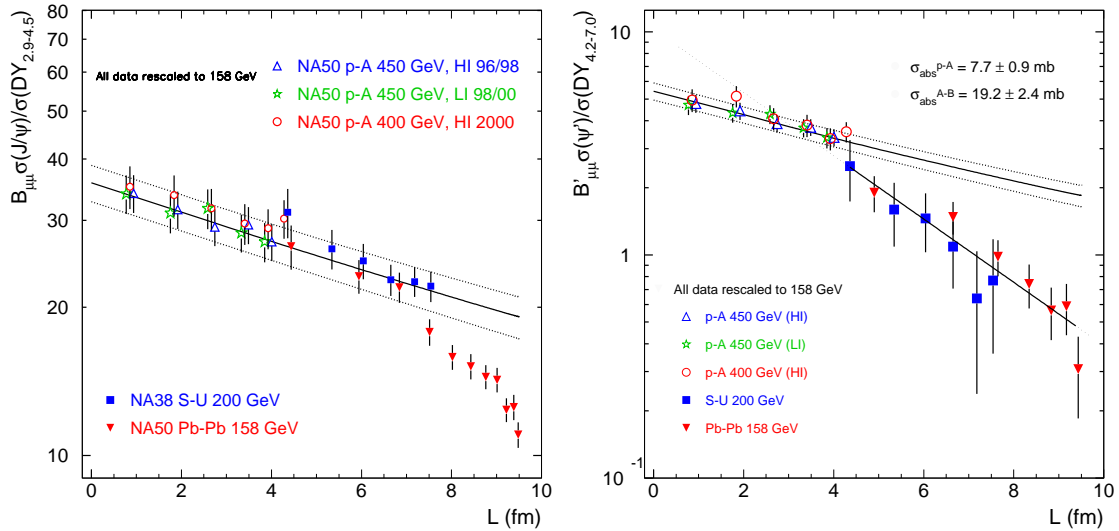 B_μμ σ(J/ψ)/σ(DY_2.9-4.5)
80
70
60
50
40
30
20
10
All data rescaled to 158 GeV
NA50 p-A 450 GeV, HI 96/98
NA50 p-A 450 GeV, LI 98/00
NA50 p-A 400 GeV, HI 2000
NA38 S-U 200 GeV
NA50 Pb-Pb 158 GeV
0 2 4 6 8 10
L (fm)
B'_μμ σ(ψ')/σ(DY_4.2-7.0)
10
1
10^-1
σ_abs^p-A = 7.7 ± 0.9 mb
σ_abs^A-B = 19.2 ± 2.4 mb
All data rescaled to 158 GeV
p-A 450 GeV (HI)
p-A 450 GeV (LI)
p-A 400 GeV (HI)
S-U 200 GeV
Pb-Pb 158 GeV
0 2 4 6 8 10
L (fm)